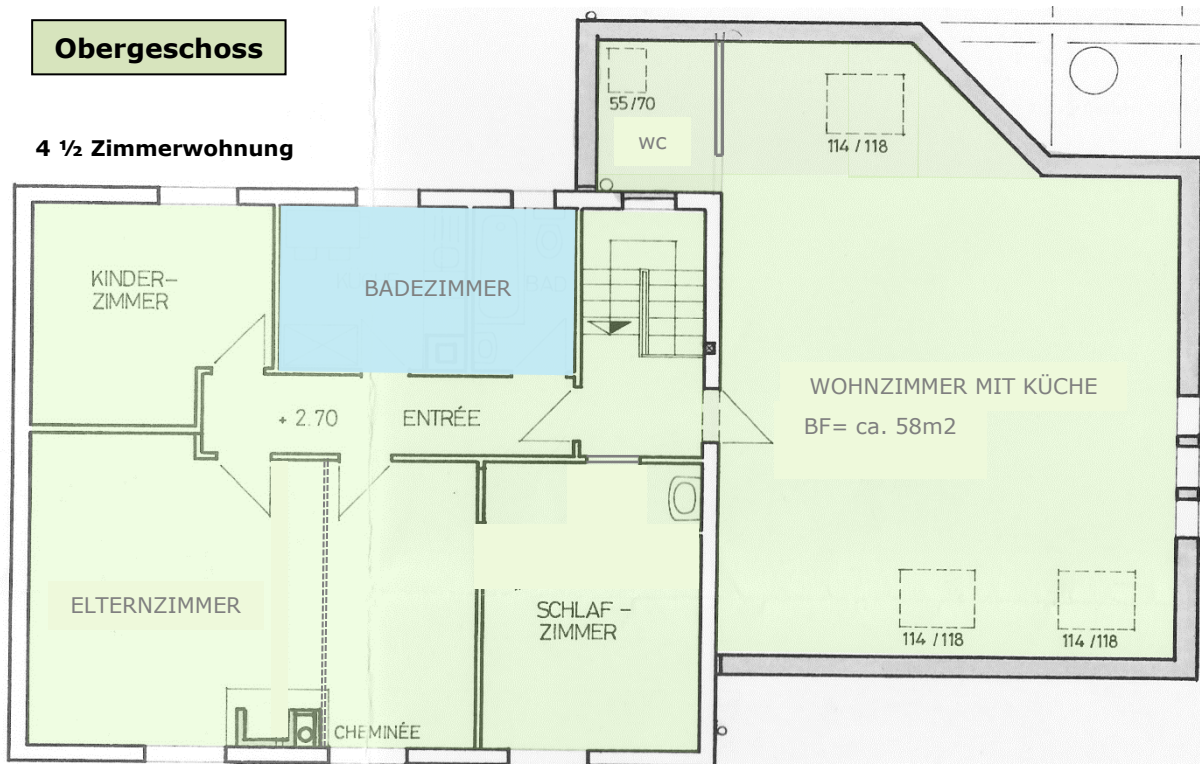 Obergeschoss
4 ½ Zimmerwohnung
55/70
WC
114 / 118
KINDER-
ZIMMER
BADEZIMMER
WOHNZIMMER MIT KÜCHE
BF= ca. 58m2
+ 2.70
ENTRÉE
ELTERNZIMMER
SCHLAF-
ZIMMER
114 / 118
114 / 118
CHEMINÉE